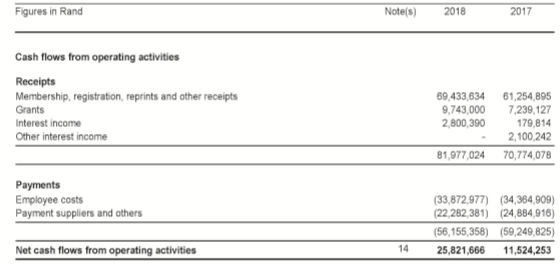 Figures in Rand Note(s) 2018 2017
Cash flows from operating activities
Receipts
Membership, registration, reprints and other receipts 69,433,634 61,254,895
Grants 9,743,000 7,239,127
Interest income 2,800,390 179,814
Other interest income - 2,100,242
81,977,024 70,774,078
Payments
Employee costs (33,872,977) (34,364,909)
Payment suppliers and others (22,282,381) (24,884,916)
(56,155,358) (59,249,825)
Net cash flows from operating activities 14 25,821,666 11,524,253